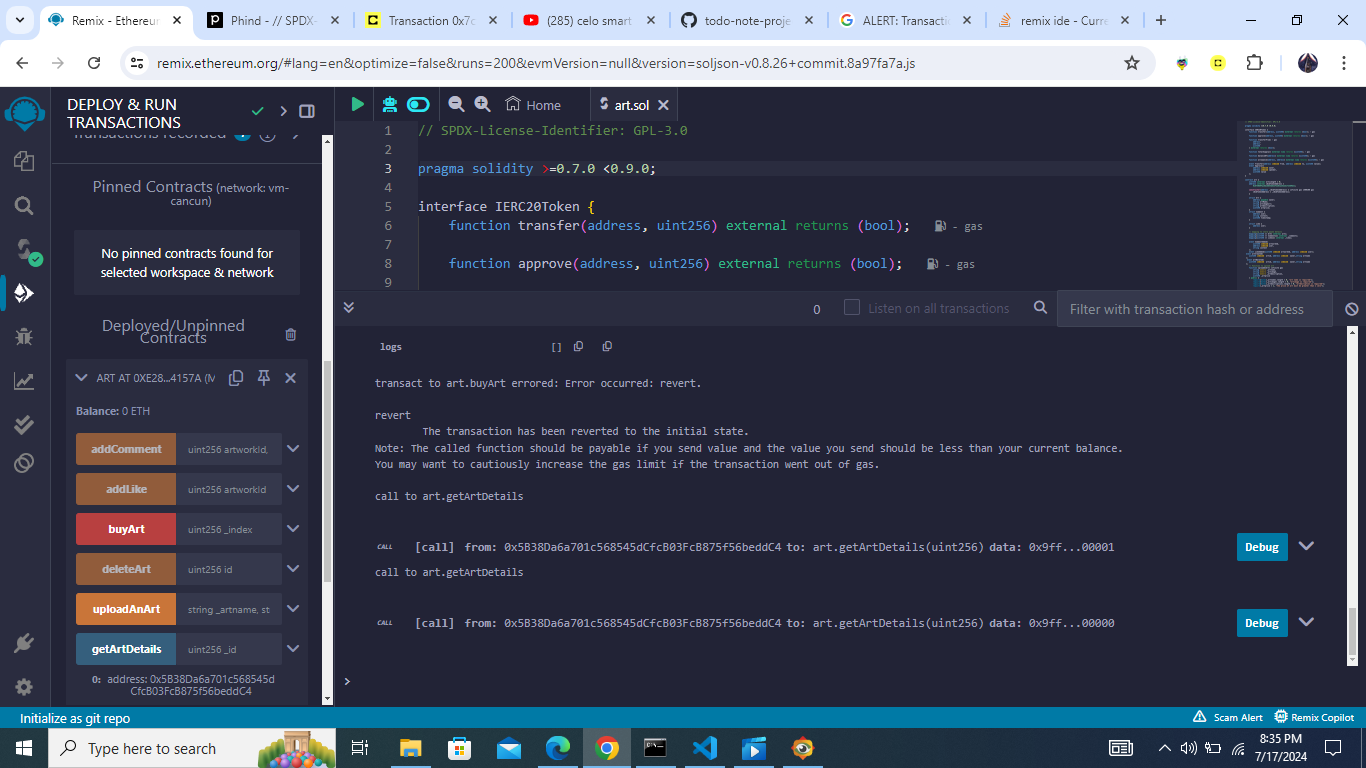 Remix - Ethereum
Phind - // SPDX-
Transaction 0x7c
(285) celo smart
todo-note-proje
ALERT: Transacti
remix ide - Curre
remix.ethereum.org/#lang=en&optimize=false&runs=200&evmVersion=null&version=soljson-v0.8.26+commit.8a97fa7a.js
DEPLOY & RUN
TRANSACTIONS
Transactions recorded
Pinned Contracts (network: vm-
cancun)
No pinned contracts found for
selected workspace & network
Deployed/Unpinned
Contracts
ART AT 0XE28...4157A (M
Balance: 0 ETH
addComment uint256 artworkId,
addLike uint256 artworkId
buyArt uint256 _index
deleteArt uint256 id
uploadAnArt string _artname, st
getArtDetails uint256 _id
0: address: 0x5B38Da6a701c568545d
CfcB03FcB875f56beddC4
Home
art.sol
1 // SPDX-License-Identifier: GPL-3.0
2
3 pragma solidity >=0.7.0 <0.9.0;
4
5 interface IERC20Token {
6 function transfer(address, uint256) external returns (bool); - gas
7
8 function approve(address, uint256) external returns (bool); - gas
9
0 Listen on all transactions Filter with transaction hash or address
logs []
transact to art.buyArt errored: Error occurred: revert.
revert
The transaction has been reverted to the initial state.
Note: The called function should be payable if you send value and the value you send should be less than your current balance.
You may want to cautiously increase the gas limit if the transaction went out of gas.
call to art.getArtDetails
CALL [call] from: 0x5B38Da6a701c568545dCfcB03FcB875f56beddC4 to: art.getArtDetails(uint256) data: 0x9ff...00001 Debug
call to art.getArtDetails
CALL [call] from: 0x5B38Da6a701c568545dCfcB03FcB875f56beddC4 to: art.getArtDetails(uint256) data: 0x9ff...00000 Debug
>
Initialize as git repo
Scam Alert
Remix Copilot
Type here to search
8:35 PM
7/17/2024